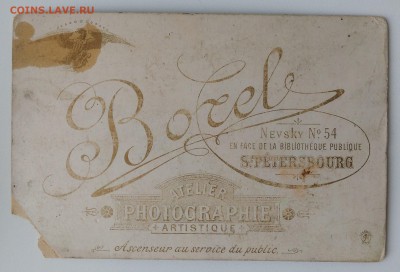 COINS.LAVE.RU
Borel
NEVSKY Nº 54
EN FACE DE LA BIBLIOTHÈQUE PUBLIQUE
S.T-PÉTERSBOURG
ATELIER
PHOTOGRAPHIE
ARTISTIQUE
Ascenseur au service du public.